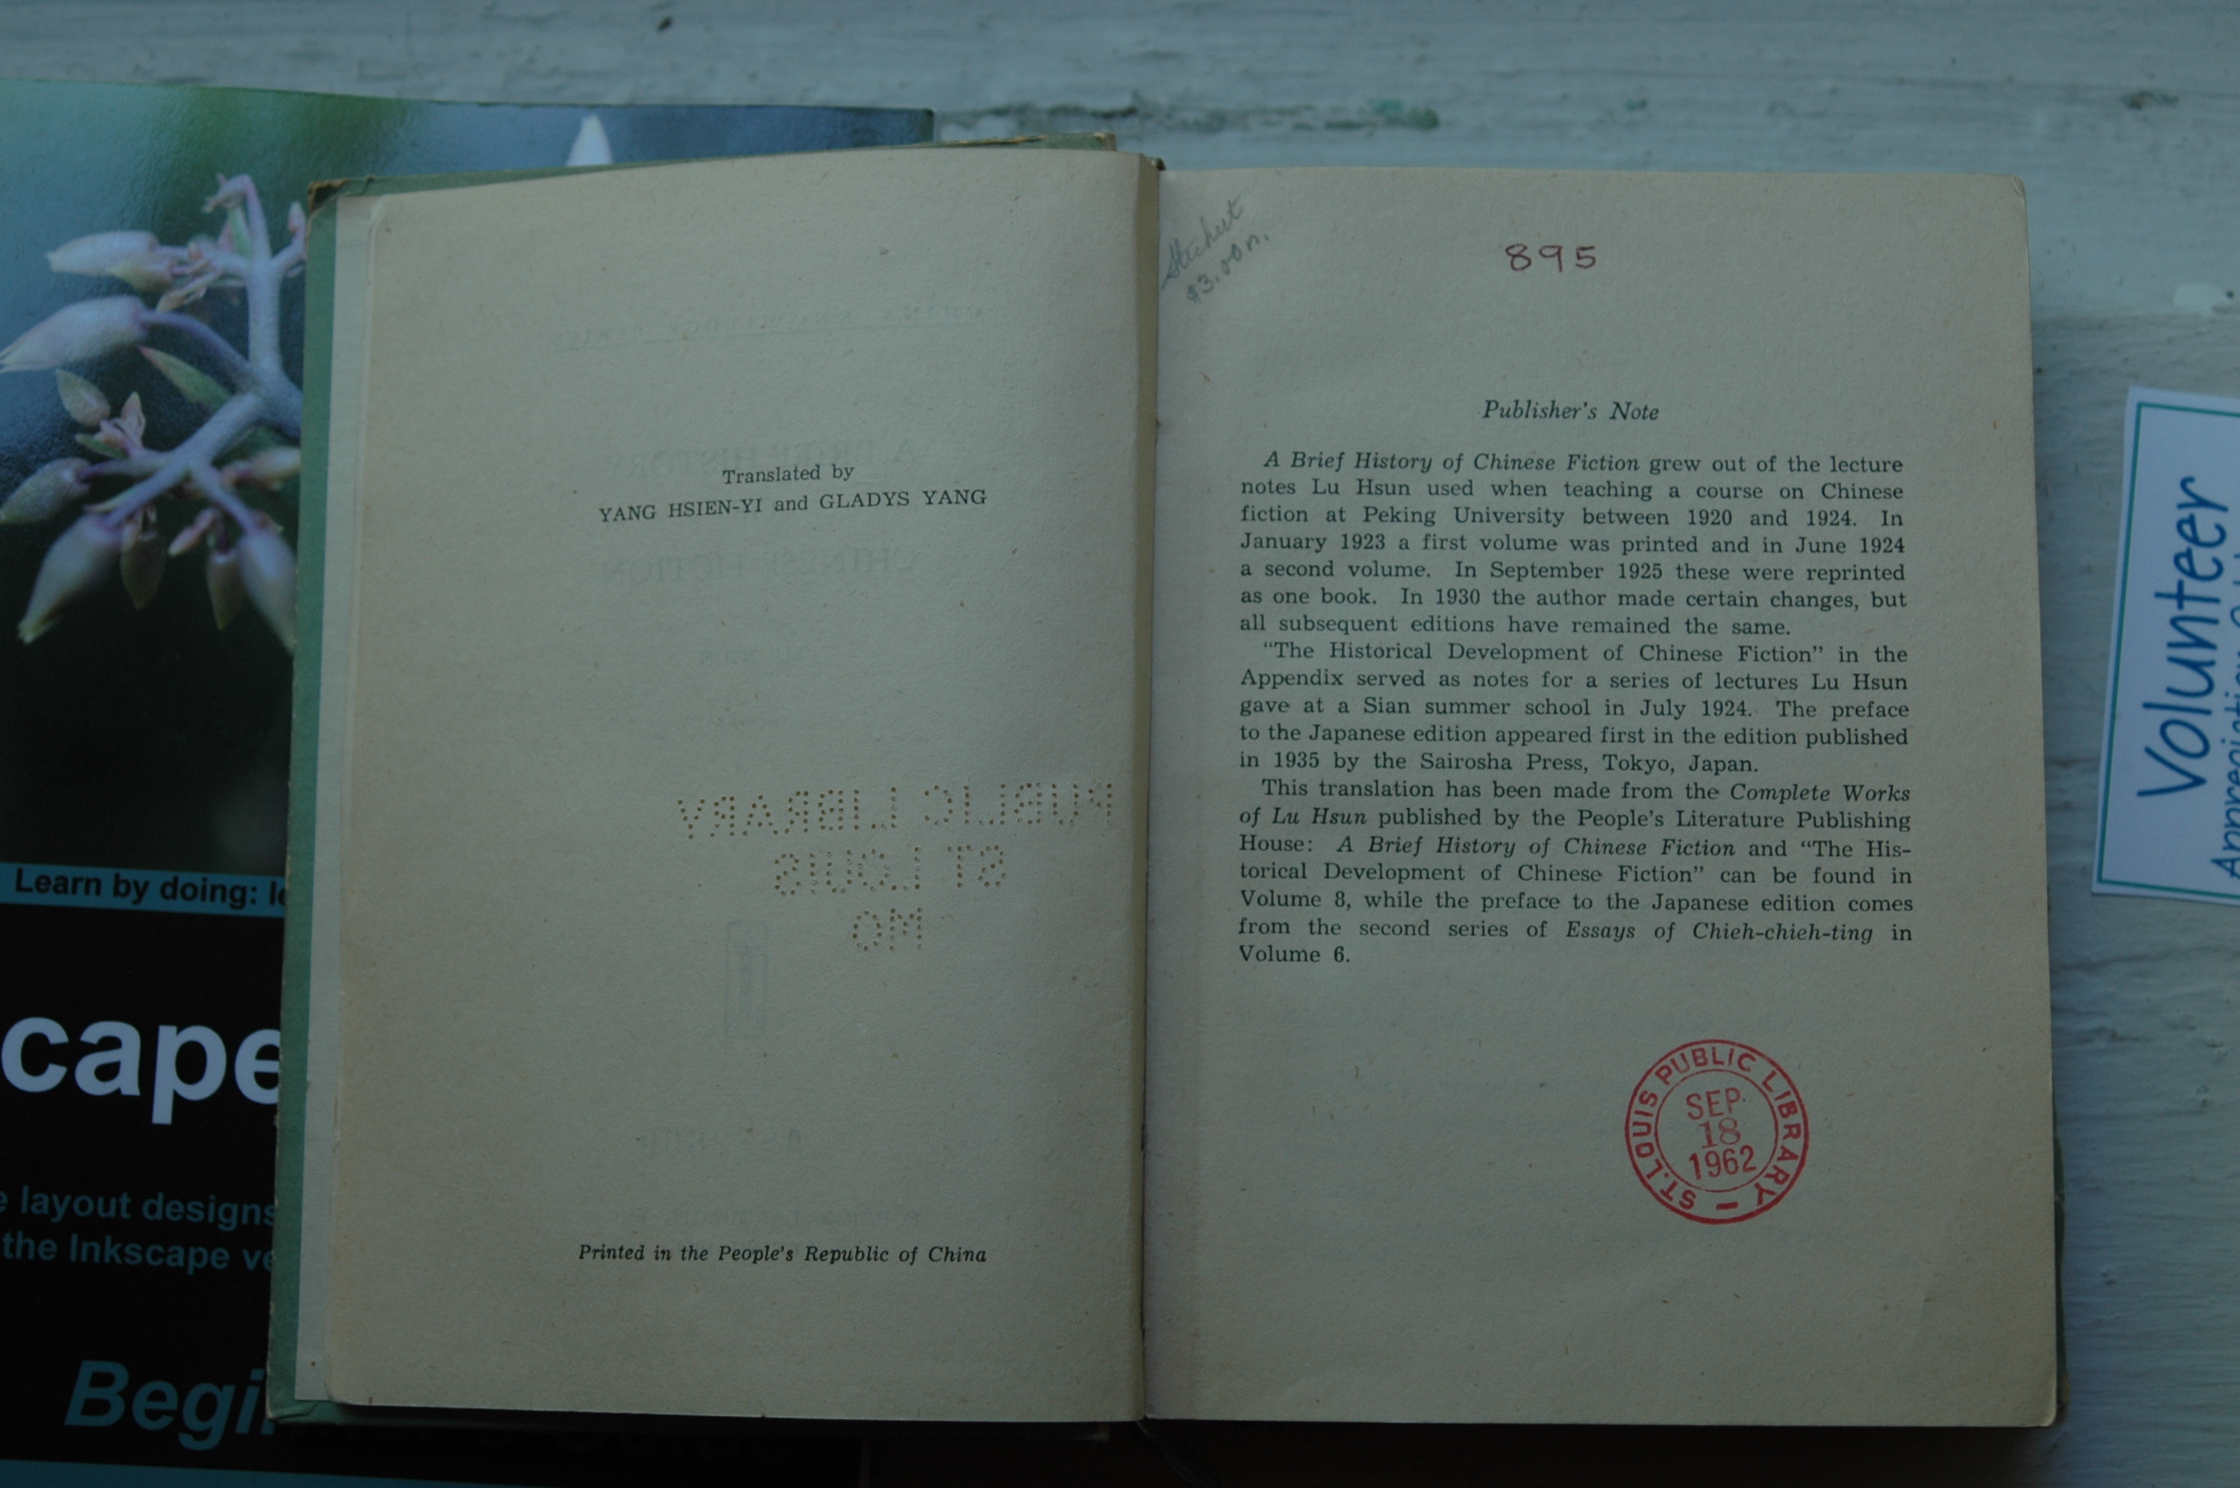 Learn by doing: le
cape
e layout designs
the Inkscape ve
Begi
Translated by
YANG HSIEN-YI and GLADYS YANG
PUBLIC LIBRARY
ST LOUIS
MO
Printed in the People's Republic of China
$3.00 n.
895
Publisher's Note
A Brief History of Chinese Fiction grew out of the lecture
notes Lu Hsun used when teaching a course on Chinese
fiction at Peking University between 1920 and 1924. In
January 1923 a first volume was printed and in June 1924
a second volume. In September 1925 these were reprinted
as one book. In 1930 the author made certain changes, but
all subsequent editions have remained the same.
"The Historical Development of Chinese Fiction" in the
Appendix served as notes for a series of lectures Lu Hsun
gave at a Sian summer school in July 1924. The preface
to the Japanese edition appeared first in the edition published
in 1935 by the Sairosha Press, Tokyo, Japan.
This translation has been made from the Complete Works
of Lu Hsun published by the People's Literature Publishing
House: A Brief History of Chinese Fiction and "The His-
torical Development of Chinese Fiction" can be found in
Volume 8, while the preface to the Japanese edition comes
from the second series of Essays of Chieh-chieh-ting in
Volume 6.
ST. LOUIS PUBLIC LIBRARY
SEP
18
1962
Volunteer
Appreciation